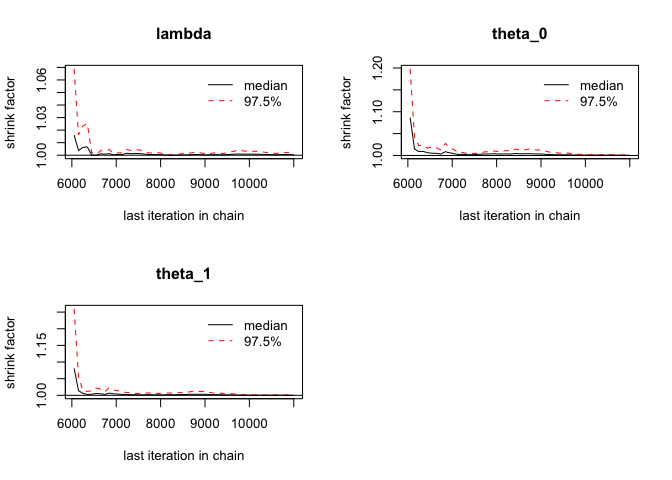 lambda
shrink factor
1.00 1.03 1.06
median
97.5%
6000 7000 8000 9000 10000
last iteration in chain
theta_0
shrink factor
1.00 1.10 1.20
median
97.5%
6000 7000 8000 9000 10000
last iteration in chain
theta_1
shrink factor
1.00 1.15
median
97.5%
6000 7000 8000 9000 10000
last iteration in chain